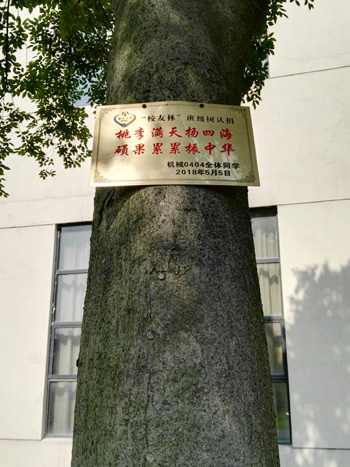 “校友林”班级树认捐
桃李满天扬四海
硕果累累振中华
机械0404全体同学
2018年5月5日